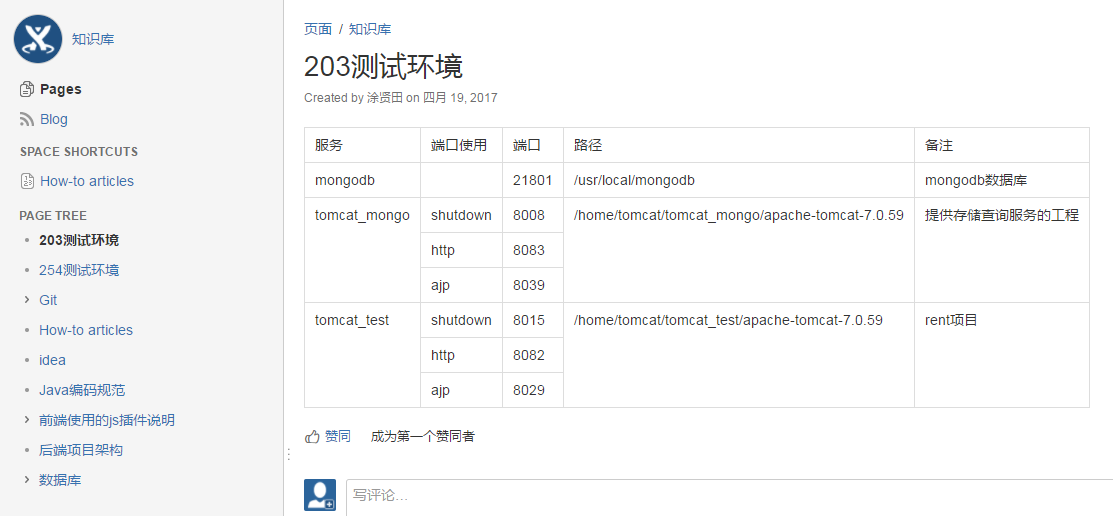 知识库
Pages
Blog
SPACE SHORTCUTS
How-to articles
PAGE TREE
203测试环境
254测试环境
Git
How-to articles
idea
Java编码规范
前端使用的js插件说明
后端项目架构
数据库
页面 / 知识库
203测试环境
Created by 涂贤田 on 四月 19, 2017
服务 端口使用 端口 路径 备注
mongodb 21801 /usr/local/mongodb mongodb数据库
tomcat_mongo shutdown 8008 /home/tomcat/tomcat_mongo/apache-tomcat-7.0.59 提供存储查询服务的工程
http 8083
ajp 8039
tomcat_test shutdown 8015 /home/tomcat/tomcat_test/apache-tomcat-7.0.59 rent项目
http 8082
ajp 8029
赞同 成为第一个赞同者
写评论…